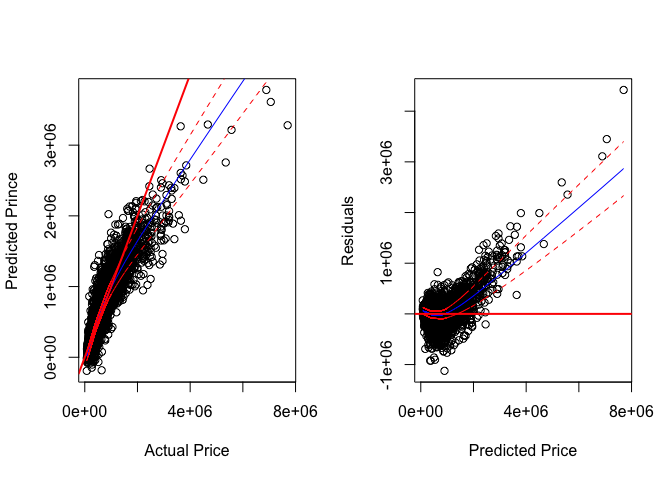 Predicted Prince
0e+00
1e+06
2e+06
3e+06
0e+00
4e+06
8e+06
Actual Price
Residuals
-1e+06
1e+06
3e+06
0e+00
4e+06
8e+06
Predicted Price